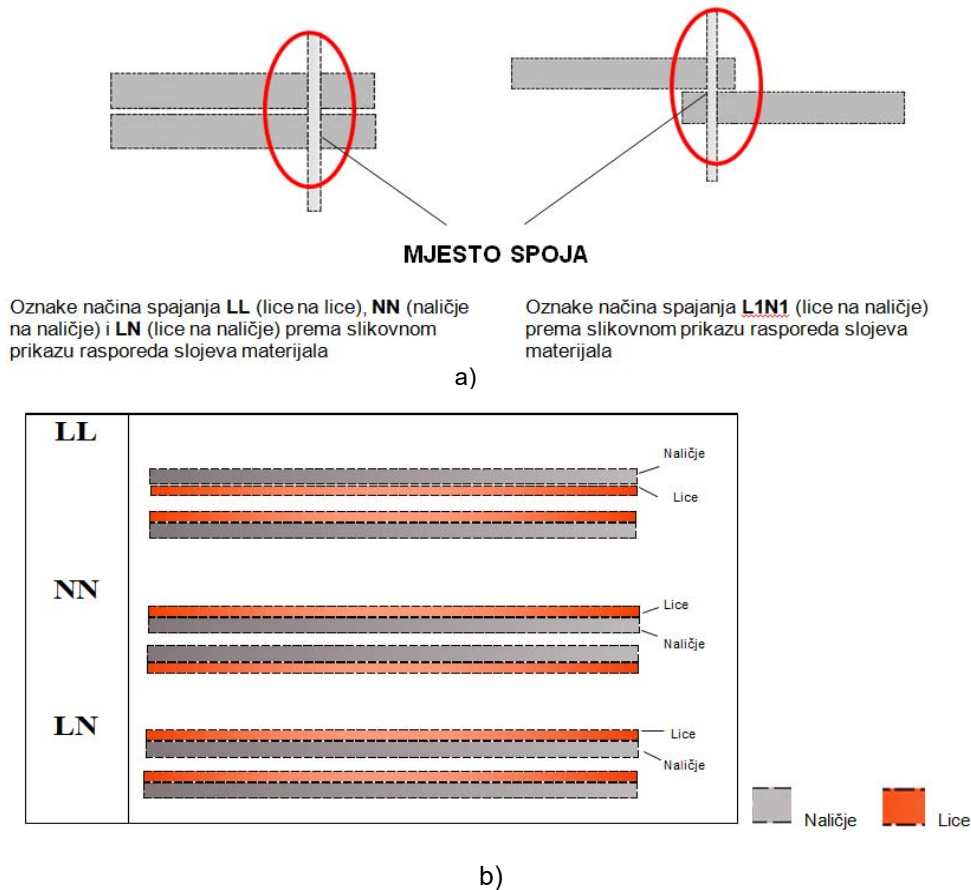 MJESTO SPOJA
Oznake načina spajanja LL (lice na lice), NN (naličje
na naličje) i LN (lice na naličje) prema slikovnom
prikazu rasporeda slojeva materijala
Oznake načina spajanja L1N1 (lice na naličje)
prema slikovnom prikazu rasporeda slojeva
materijala
a)
LL
Naličje
Lice
NN
Lice
Naličje
LN
Lice
Naličje
Naličje
Lice
b)